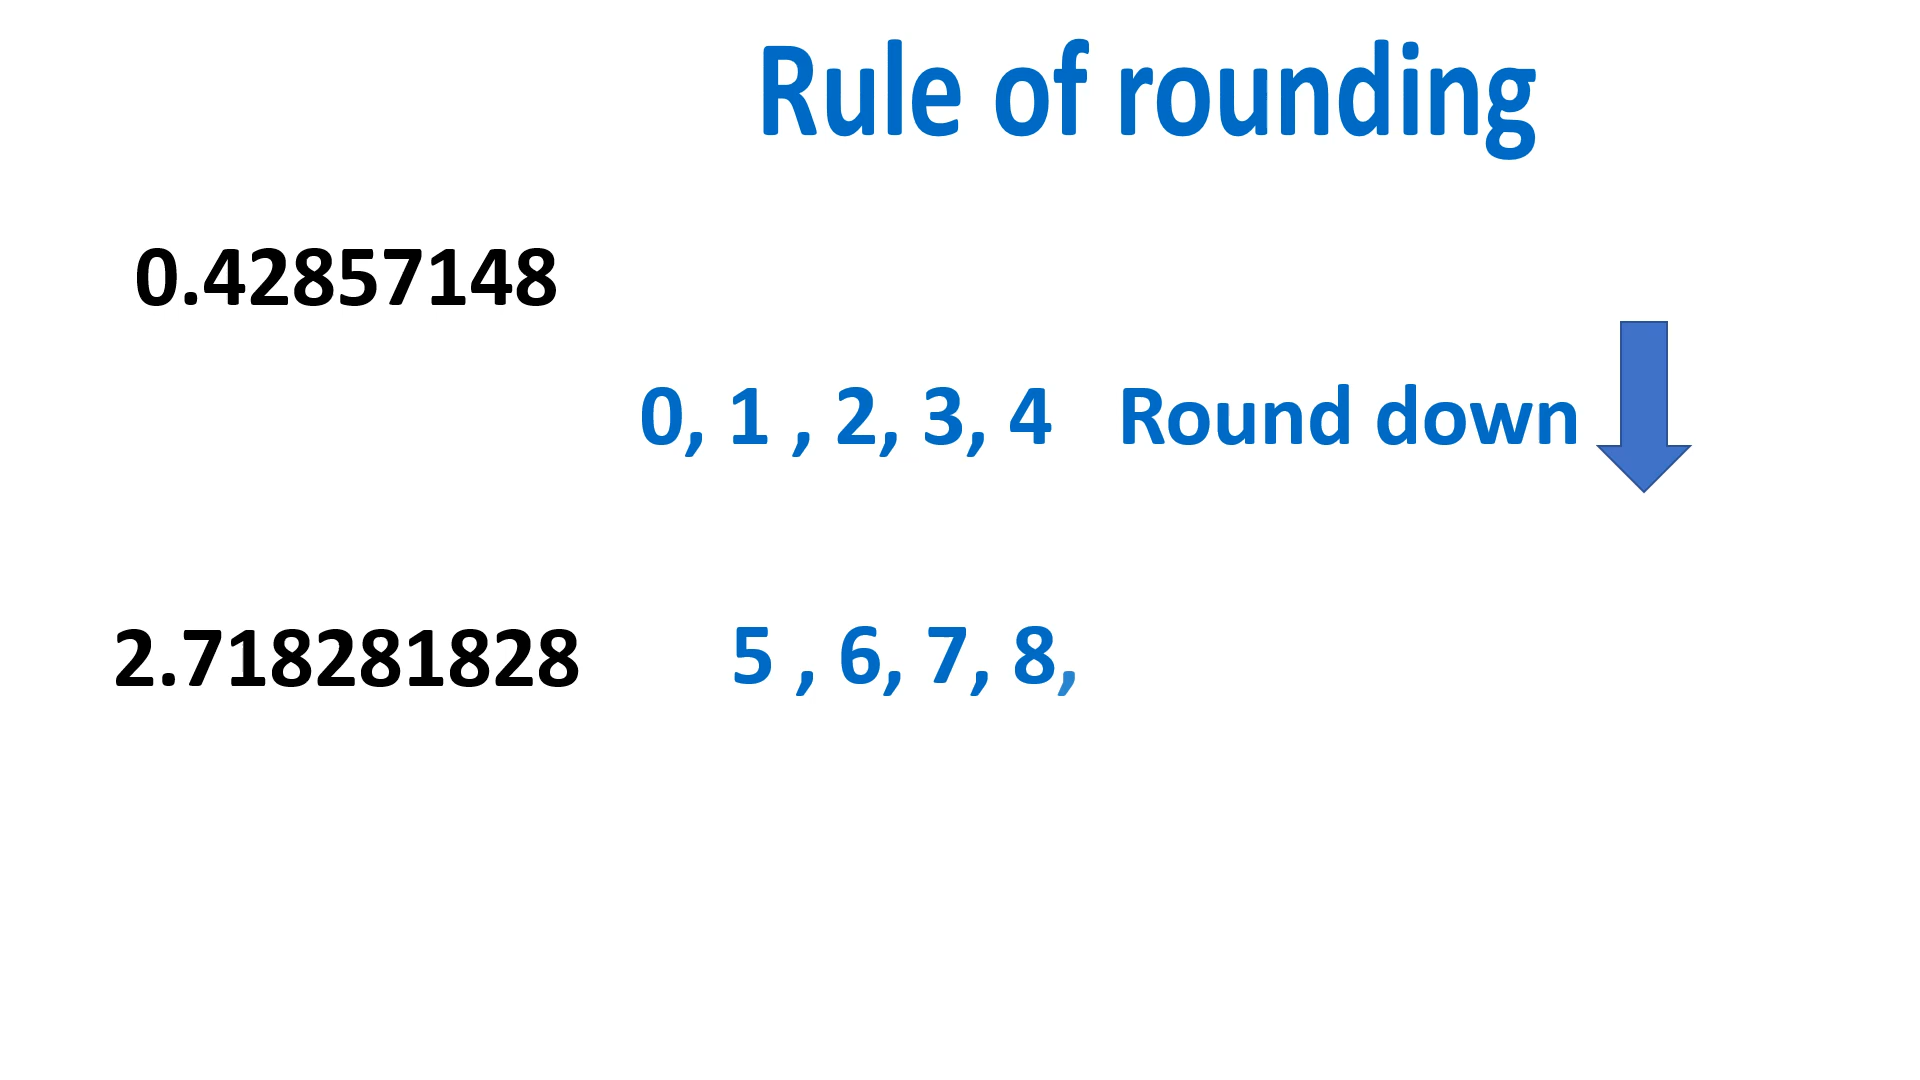 Rule of rounding
0.42857148
0, 1 , 2, 3, 4 Round down
2.718281828 5 , 6, 7, 8,